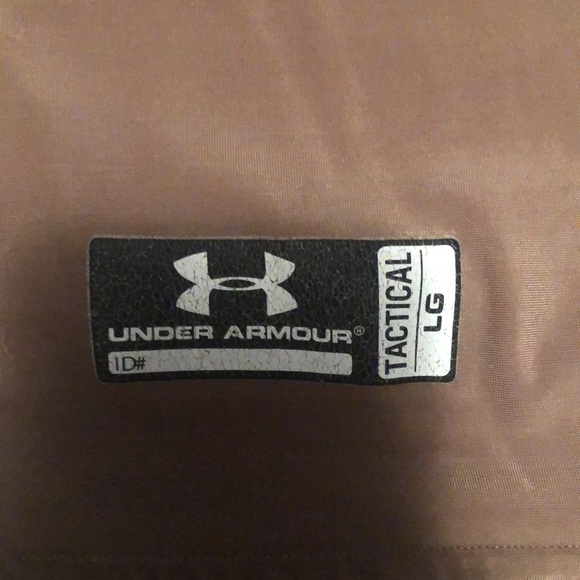 UNDER ARMOUR®
ID#
TACTICAL
LG